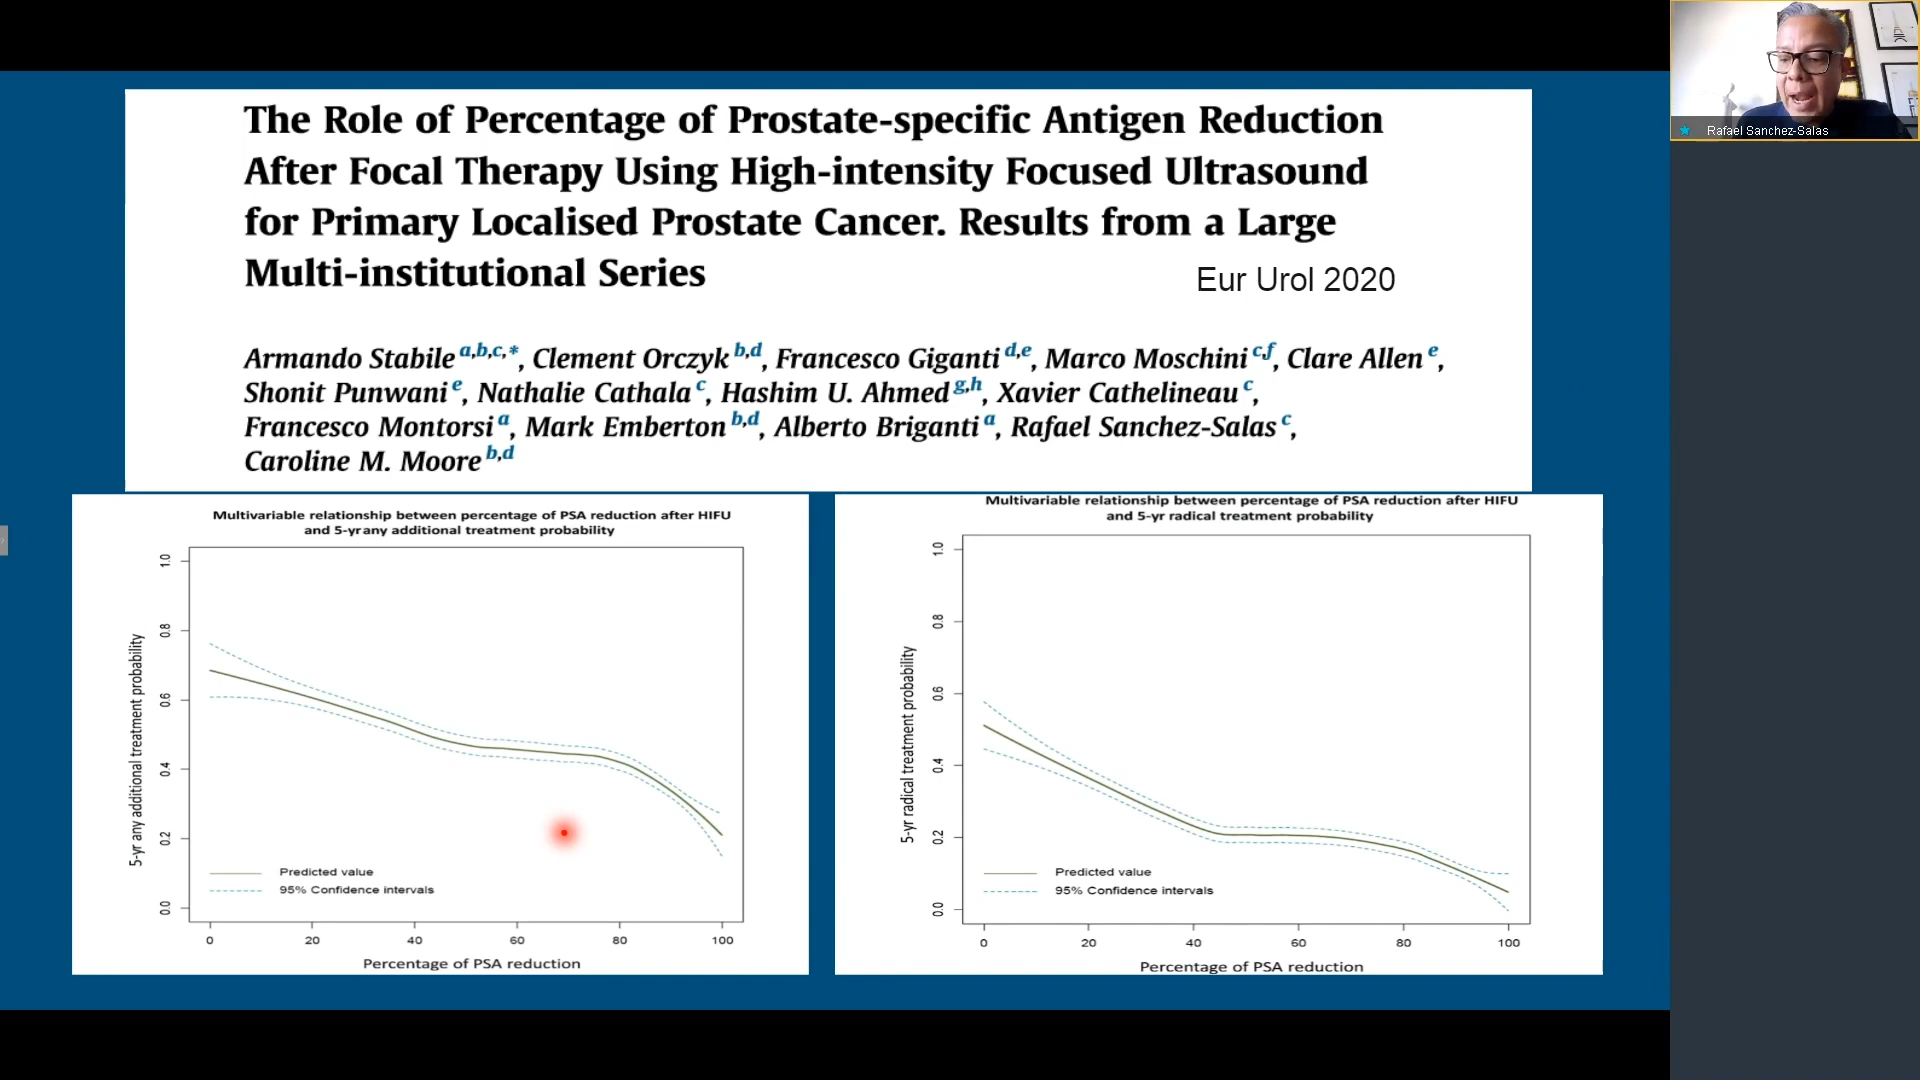 The Role of Percentage of Prostate-specific Antigen Reduction
After Focal Therapy Using High-intensity Focused Ultrasound
for Primary Localised Prostate Cancer. Results from a Large
Multi-institutional Series
Eur Urol 2020
Armando Stabile a,b,c,*, Clement Orczyk b,d, Francesco Giganti d,e, Marco Moschini c,f, Clare Allen e,
Shonit Punwani e, Nathalie Cathala c, Hashim U. Ahmed g,h, Xavier Cathelineau c,
Francesco Montorsi a, Mark Emberton b,d, Alberto Briganti a, Rafael Sanchez-Salas c,
Caroline M. Moore b,d
Multivariable relationship between percentage of PSA reduction after HIFU
and 5-yr any additional treatment probability
5-yr any additional treatment probability
1.0
0.8
0.6
0.4
0.2
0.0
Predicted value
95% Confidence intervals
0 20 40 60 80 100
Percentage of PSA reduction
Multivariable relationship between percentage of PSA reduction after HIFU
and 5-yr radical treatment probability
5-yr radical treatment probability
1.0
0.8
0.6
0.4
0.2
0.0
Predicted value
95% Confidence intervals
0 20 40 60 80 100
Percentage of PSA reduction
Rafael Sanchez-Salas